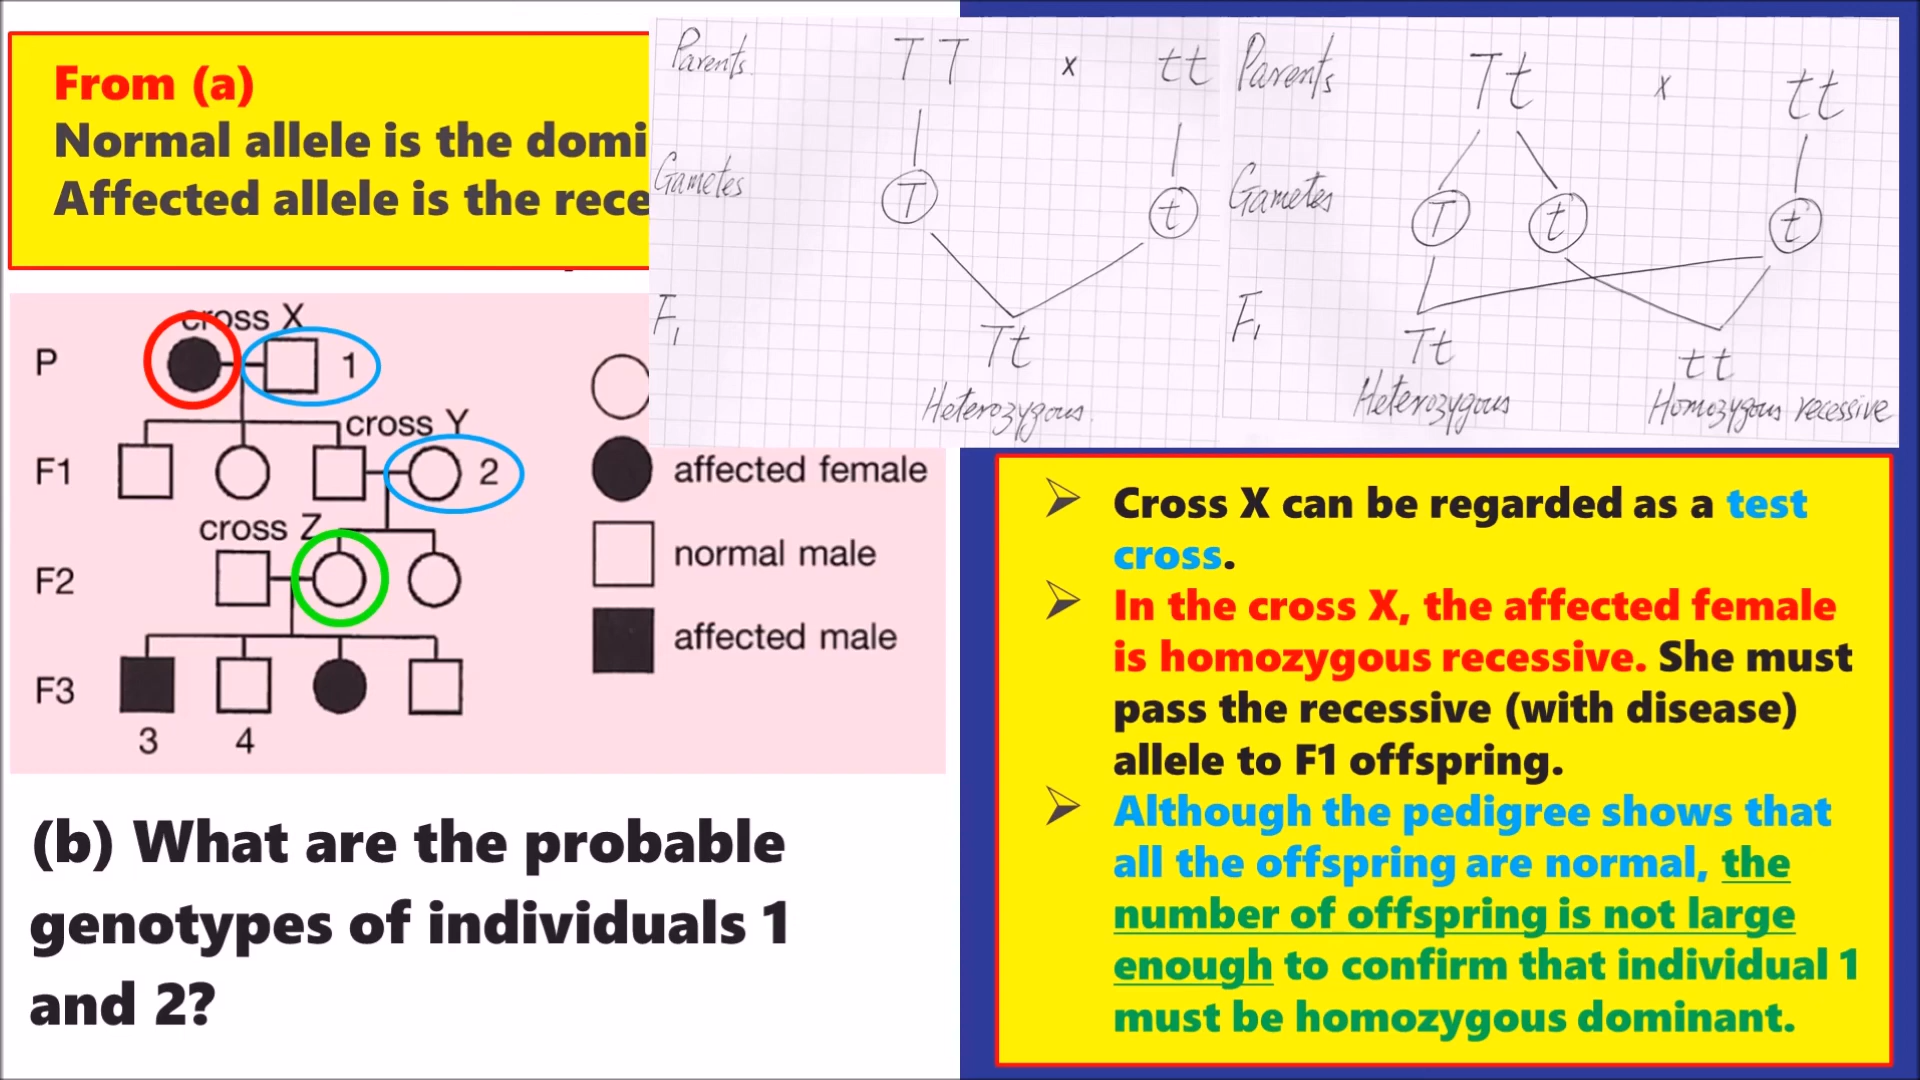 From (a)
Normal allele is the domi
Affected allele is the rece
Parents TT x tt
Gametes T t
F1
Tt
Heterozygous.
Parents Tt x tt
Gametes T t t
F1
Tt tt
Heterozygous Homozygous recessive
cross X
P 1
cross Y
F1 2
cross Z
F2
F3
3 4
affected female
normal male
affected male
(b) What are the probable
genotypes of individuals 1
and 2?
Cross X can be regarded as a test
cross.
In the cross X, the affected female
is homozygous recessive. She must
pass the recessive (with disease)
allele to F1 offspring.
Although the pedigree shows that
all the offspring are normal, the
number of offspring is not large
enough to confirm that individual 1
must be homozygous dominant.